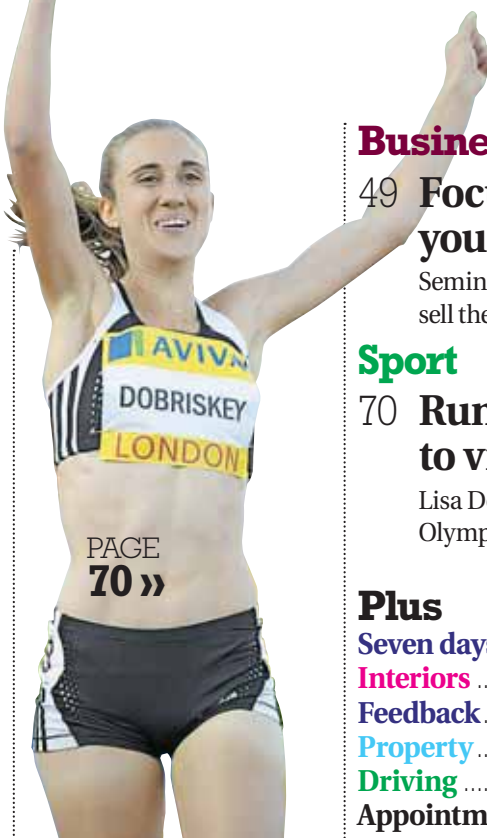 AVIVA
DOBRISKEY
LONDON
PAGE
70 »
Busine
49 Foc
you
Semin
sell the
Sport
70 Run
to v
Lisa D
Olymp
Plus
Seven day
Interiors ..
Feedback.
Property ..
Driving ....
Appointm